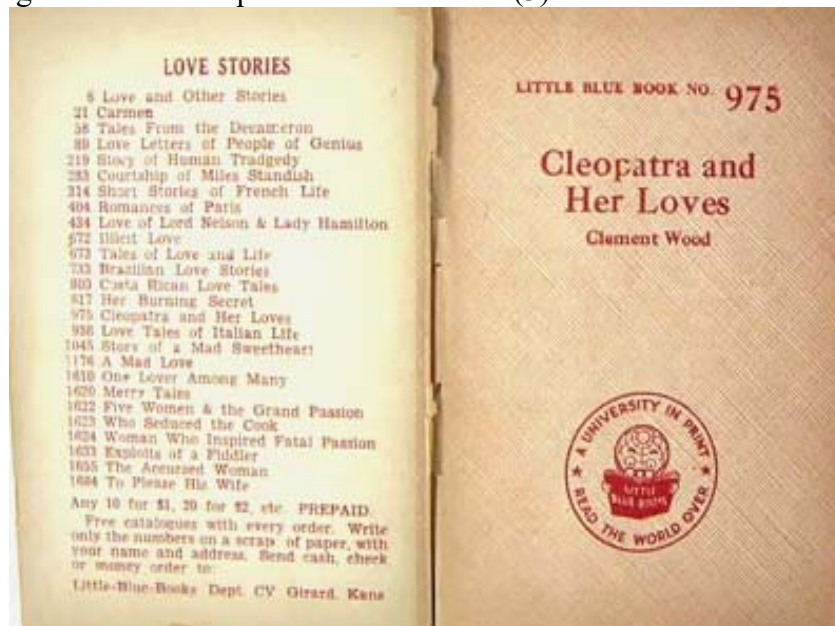 LOVE STORIES
6 Love and Other Stories
21 Carmen
58 Tales From the Decameron
89 Love Letters of People of Genius
219 Story of Human Tradgedy
283 Courtship of Miles Standish
314 Short Stories of French Life
404 Romances of Paris
434 Love of Lord Nelson & Lady Hamilton
672 Illicit Love
673 Tales of Love and Life
733 Brazilian Love Stories
803 Costa Rican Love Tales
817 Her Burning Secret
975 Cleopatra and Her Loves
Love Tales of Italian Life
1045 Story of a Mad Sweetheart
1176 A Mad Love
1610 One Lover Among Many
1620 Merry Tales
1622 Five Women & the Grand Passion
1623 Who Seduced the Cook
1624 Woman Who Inspired Fatal Passion
1633 Exploits of a Fiddler
1655 The Accursed Woman
To Please His Wife
Any 10 for $1, 20 for $2, etc. PREPAID.
Free catalogues with every order. Write
only the numbers on a scrap of paper, with
your name and address. Send cash, check
or money order to:
Little-Blue-Books Dept. CV Girard, Kans
LITTLE BLUE BOOK NO. 975
Cleopatra and
Her Loves
Clement Wood
A UNIVERSITY IN PRINT
LITTLE
BLUE BOOKS
READ THE WORLD OVER